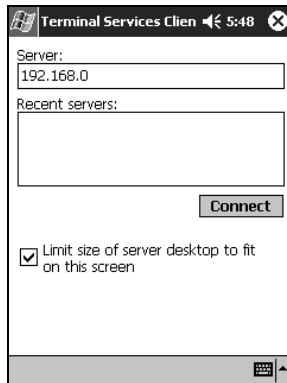 Terminal Services Clien 5:48
Server:
192.168.0
Recent servers:
Connect
Limit size of server desktop to fit
on this screen